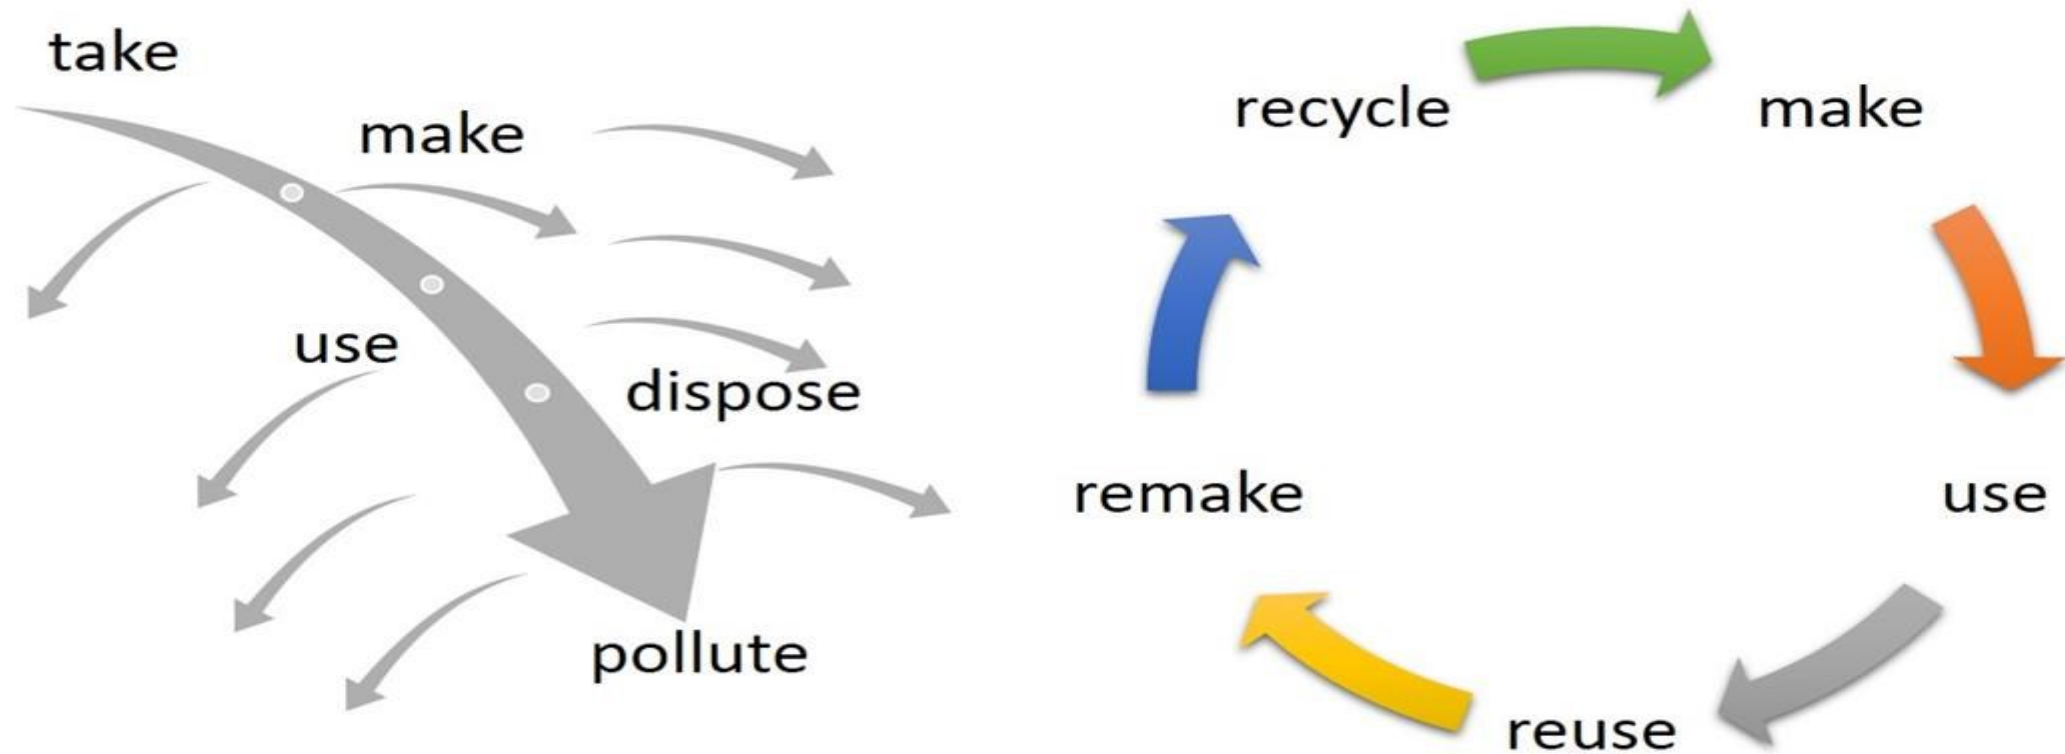 take
make
use
dispose
pollute
recycle
make
use
reuse
remake